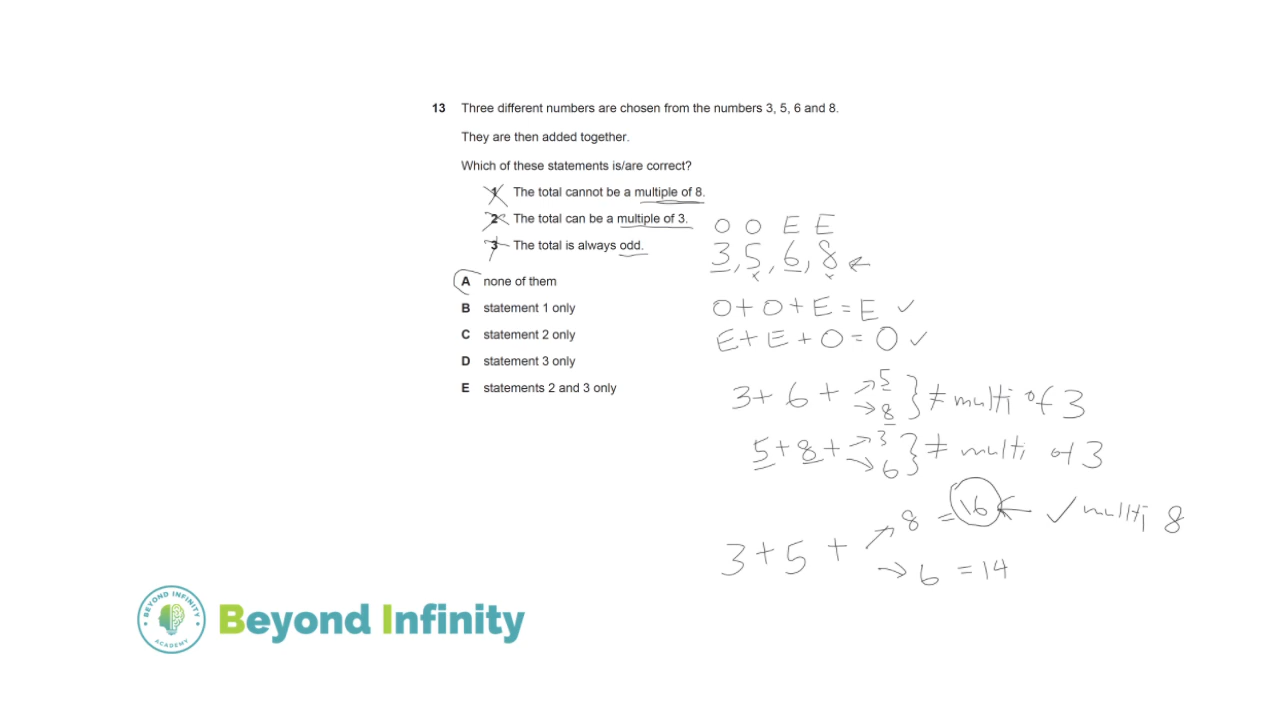 13 Three different numbers are chosen from the numbers 3, 5, 6 and 8.
They are then added together.
Which of these statements is/are correct?
1 The total cannot be a multiple of 8.
2 The total can be a multiple of 3.
3 The total is always odd.
A none of them
B statement 1 only
C statement 2 only
D statement 3 only
E statements 2 and 3 only
O O E E
3, 5, 6, 8 ←
x x
O + O + E = E ✓
E + E + O = O ✓
3 + 6 + → 5 → 8 } ≠ multi of 3
5 + 8 + → 3 → 6 } ≠ multi of 3
3 + 5 + → 8 = 16 ← ✓ multi 8
→ 6 = 14
BEYOND INFINITY
ACADEMY
Beyond Infinity